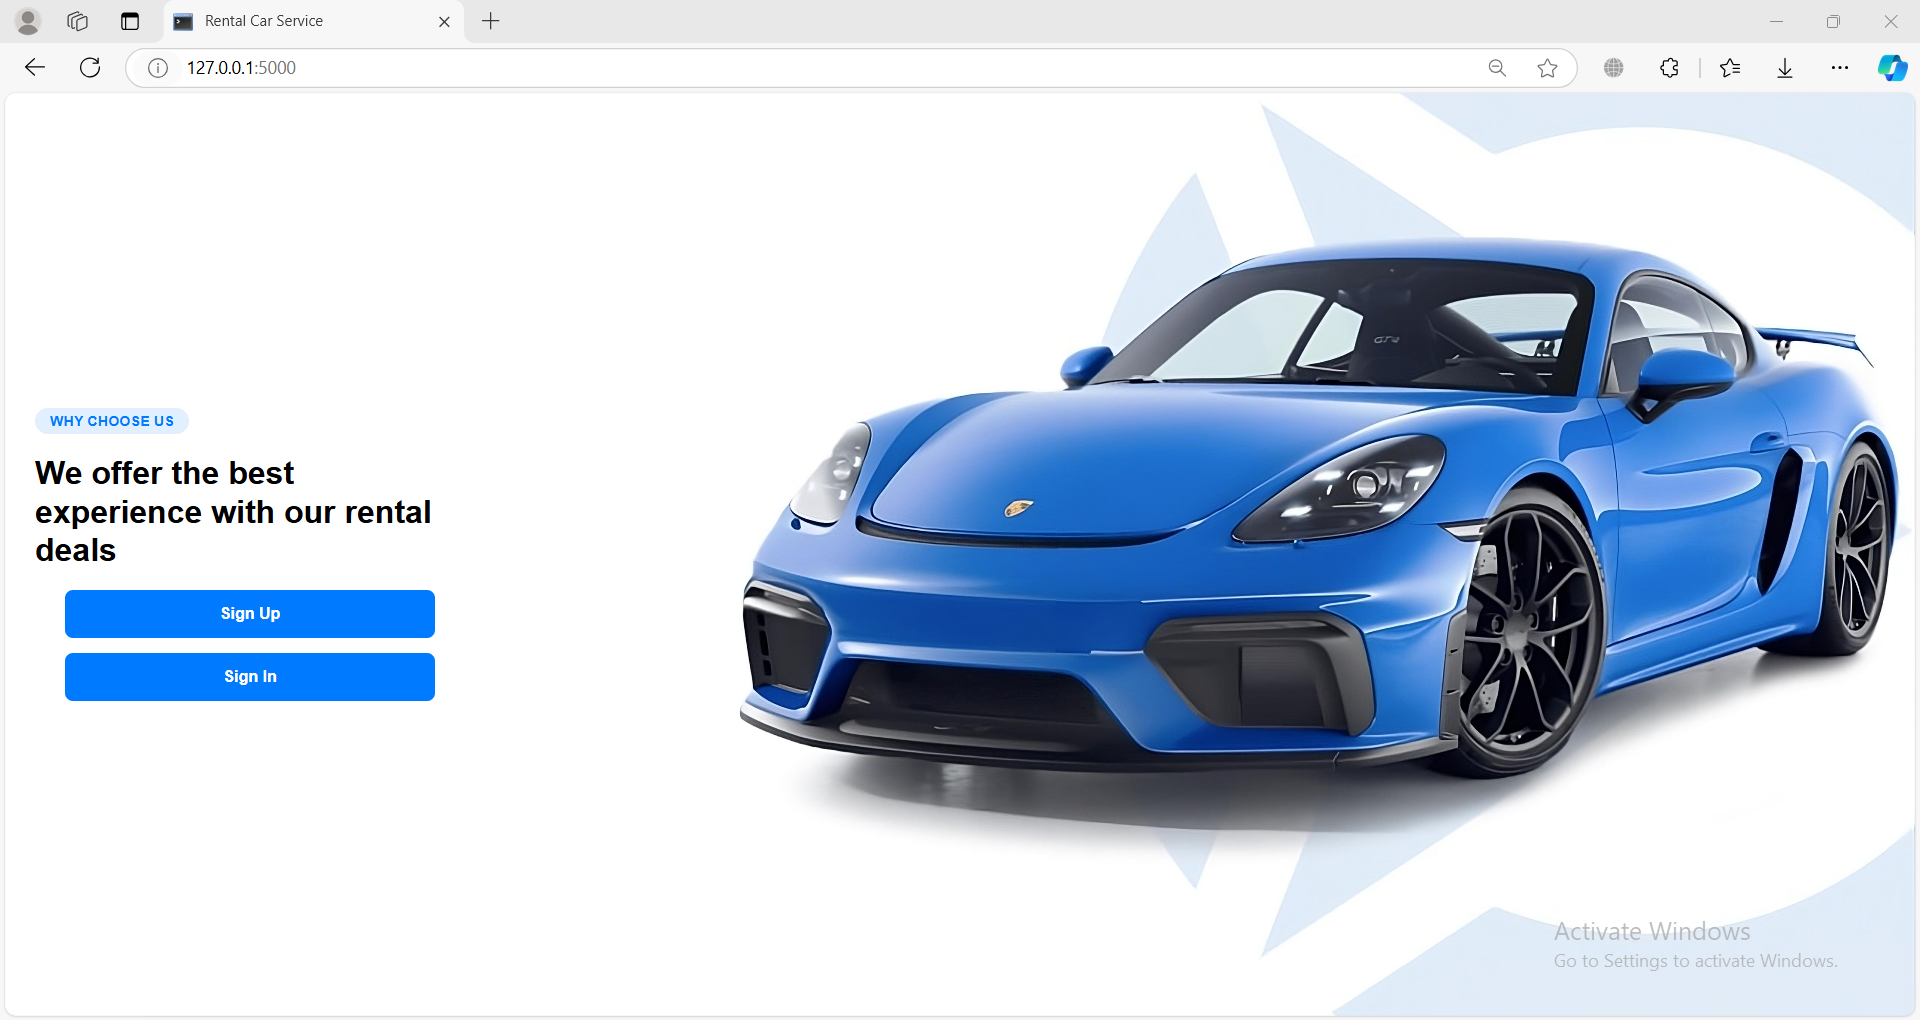 Rental Car Service
127.0.0.1:5000
WHY CHOOSE US
We offer the best
experience with our rental
deals
Sign Up
Sign In
GT4
Activate Windows
Go to Settings to activate Windows.